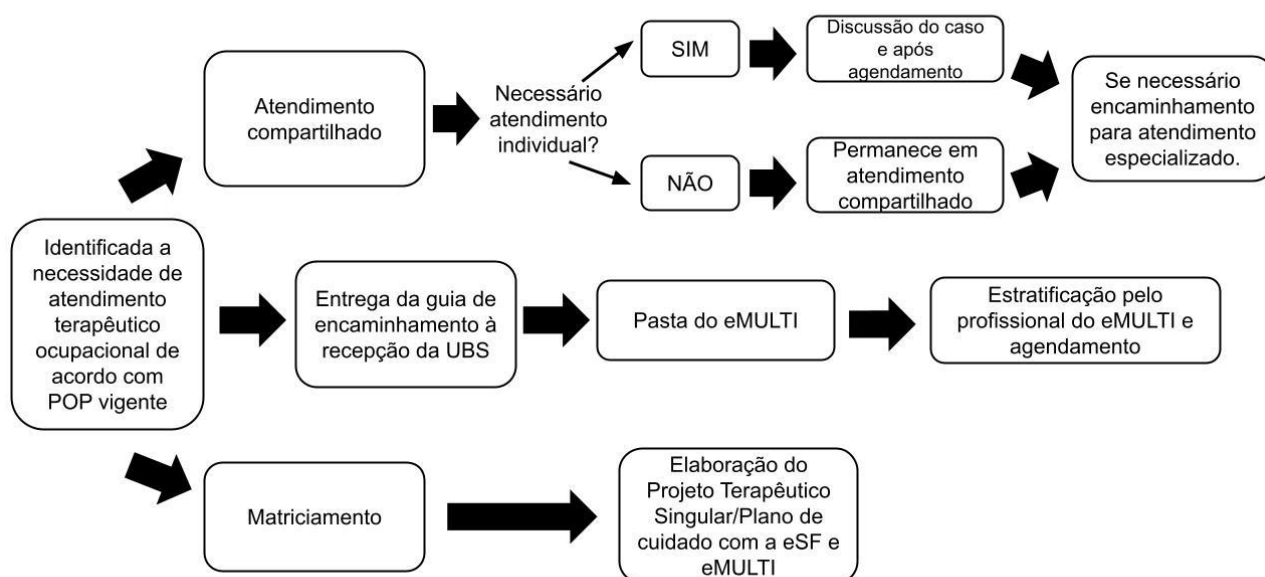 Identificada a
necessidade de
atendimento
terapêutico
ocupacional de
acordo com
POP vigente
Atendimento
compartilhado
Necessário
atendimento
individual?
SIM
Discussão do caso
e após
agendamento
NÃO
Permanece em
atendimento
compartilhado
Se necessário
encaminhamento
para atendimento
especializado.
Entrega da guia de
encaminhamento à
recepção da UBS
Pasta do eMULTI
Estratificação pelo
profissional do eMULTI e
agendamento
Matriciamento
Elaboração do
Projeto Terapêutico
Singular/Plano de
cuidado com a eSF e
eMULTI